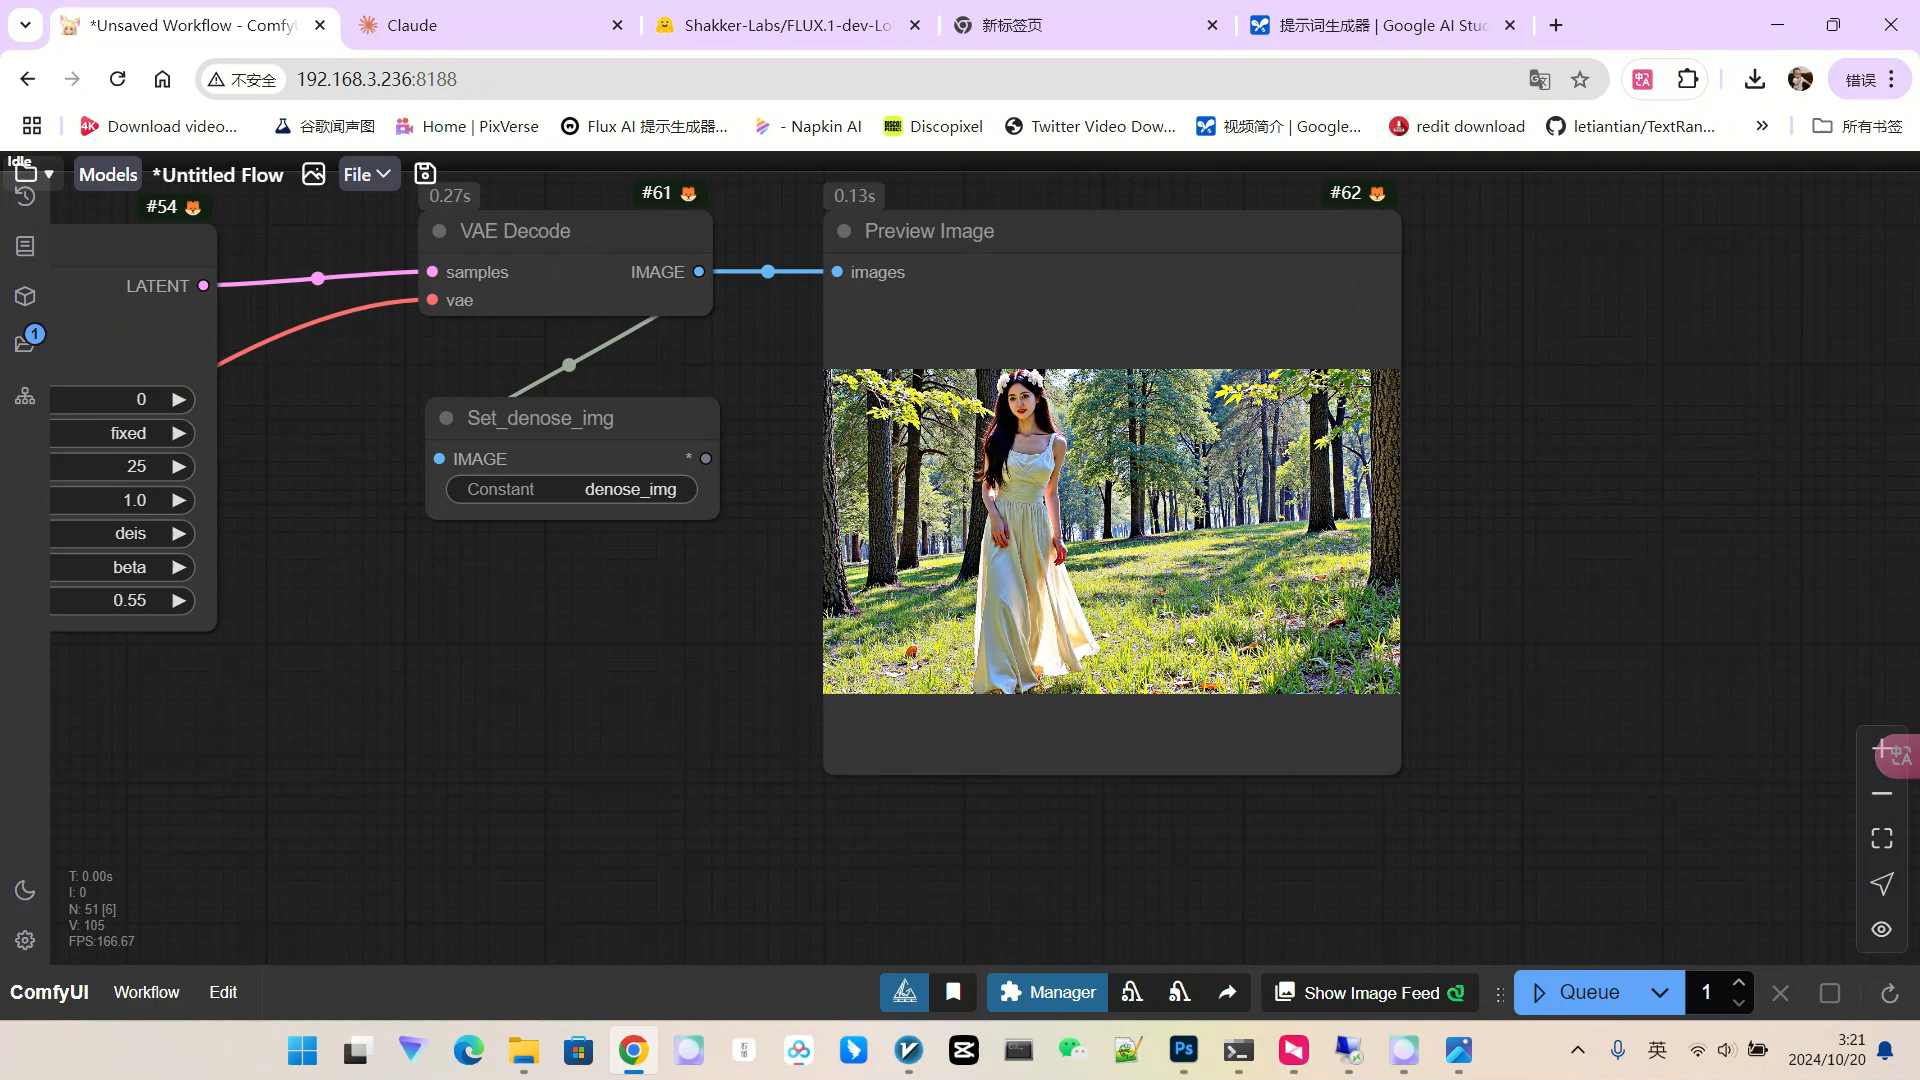 *Unsaved Workflow - ComfyU
Claude
Shakker-Labs/FLUX.1-dev-Lo
新标签页
提示词生成器 | Google AI Stud
不安全
192.168.3.236:8188
错误
4K Download video...
谷歌闻声图
Home | PixVerse
Flux AI 提示生成器...
- Napkin AI
Discopixel
Twitter Video Dow...
视频简介 | Google...
redit download
letiantian/TextRan...
所有书签
Idle
Models
*Untitled Flow
File
#54
0.27s
#61
0.13s
#62
VAE Decode
Preview Image
LATENT
samples
IMAGE
images
vae
1
Set_denose_img
IMAGE
*
Constant
denose_img
0
fixed
25
1.0
deis
beta
0.55
T: 0.00s
I: 0
N: 51 [6]
V: 105
FPS:166.67
ComfyUI
Workflow
Edit
Manager
Show Image Feed
Queue
1
Ps
英
3:21
2024/10/20